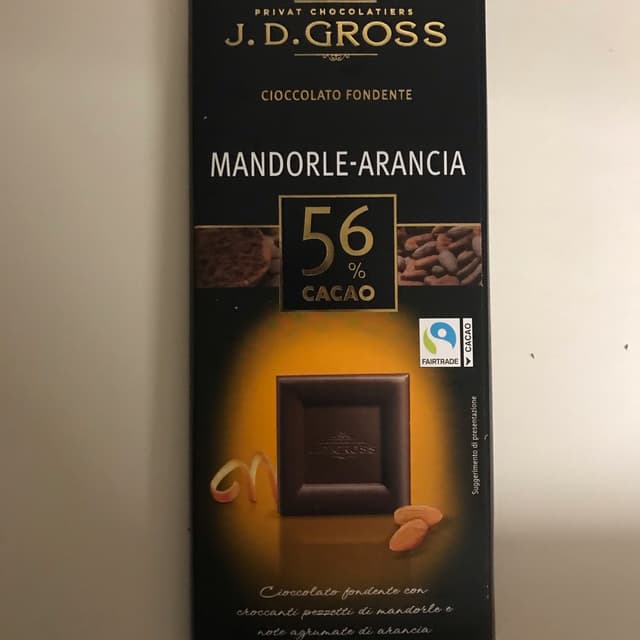 PRIVAT CHOCOLATIERS
J. D. GROSS
CIOCCOLATO FONDENTE
MANDORLE-ARANCIA
56
%
CACAO
FAIRTRADE
CACAO
J.D.GROSS
Suggerimento di presentazione
Cioccolato fondente con
croccanti pezzetti di mandorle e
note agrumate di arancia